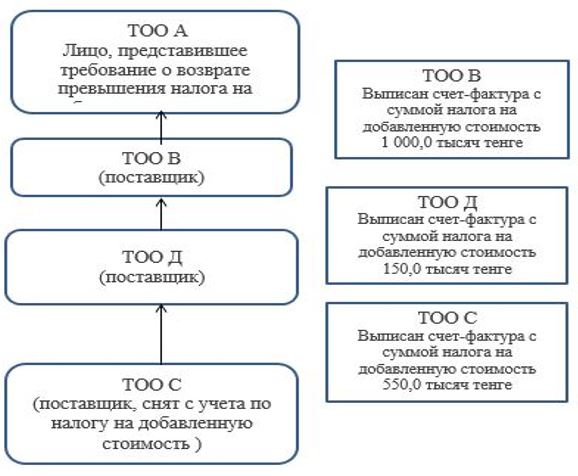 ТОО А
Лицо, представившее
требование о возврате
превышения налога на
ТОО В
(поставщик)
ТОО Д
(поставщик)
ТОО С
(поставщик, снят с учета по
налогу на добавленную
стоимость )
ТОО В
Выписан счет-фактура с
суммой налога на
добавленную стоимость
1 000,0 тысяч тенге
ТОО Д
Выписан счет-фактура с
суммой налога на
добавленную стоимость
150,0 тысяч тенге
ТОО С
Выписан счет-фактура с
суммой налога на
добавленную стоимость
550,0 тысяч тенге